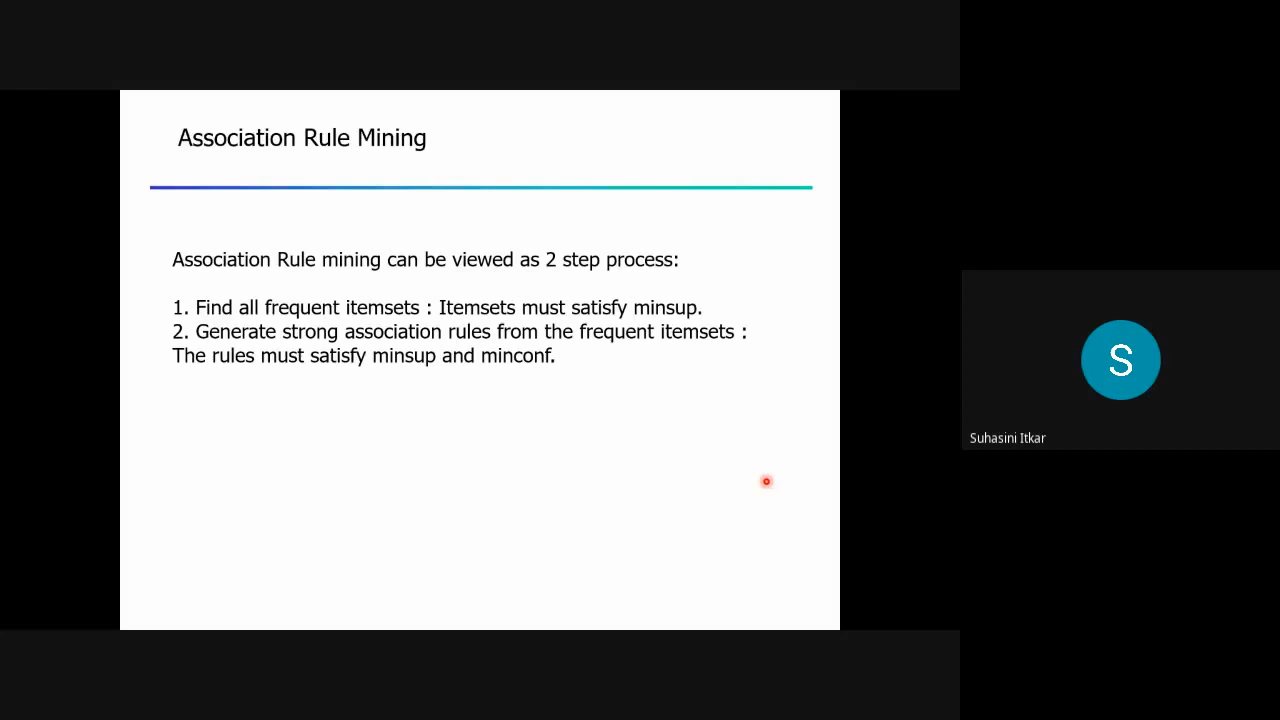 Association Rule Mining
Association Rule mining can be viewed as 2 step process:
1. Find all frequent itemsets : Itemsets must satisfy minsup.
2. Generate strong association rules from the frequent itemsets :
The rules must satisfy minsup and minconf.
S
Suhasini Itkar